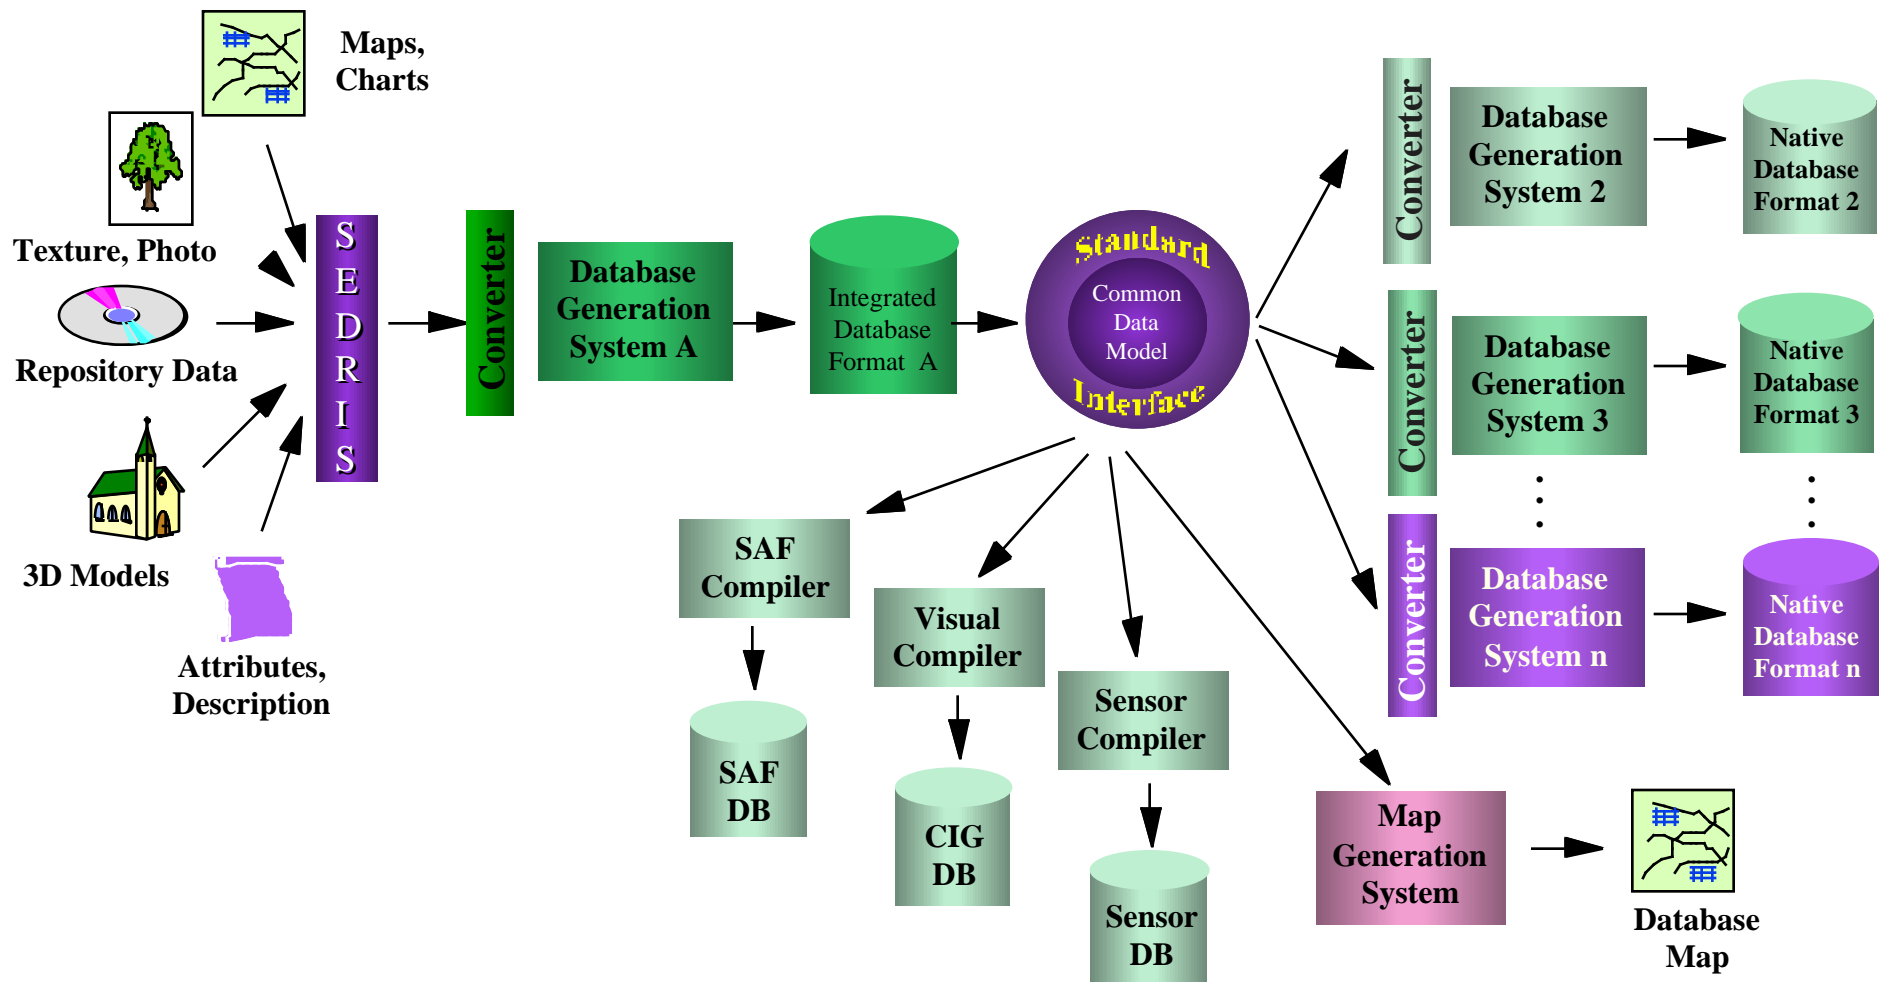 Maps,
Charts
Texture, Photo
Repository Data
3D Models
Attributes,
Description
S
E
D
R
I
S
Converter
Database
Generation
System A
Integrated
Database
Format A
Standard
Common
Data
Model
Interface
Converter
Database
Generation
System 2
Native
Database
Format 2
Converter
Database
Generation
System 3
Native
Database
Format 3
Converter
Database
Generation
System n
Native
Database
Format n
SAF
Compiler
SAF
DB
Visual
Compiler
CIG
DB
Sensor
Compiler
Sensor
DB
Map
Generation
System
Database
Map